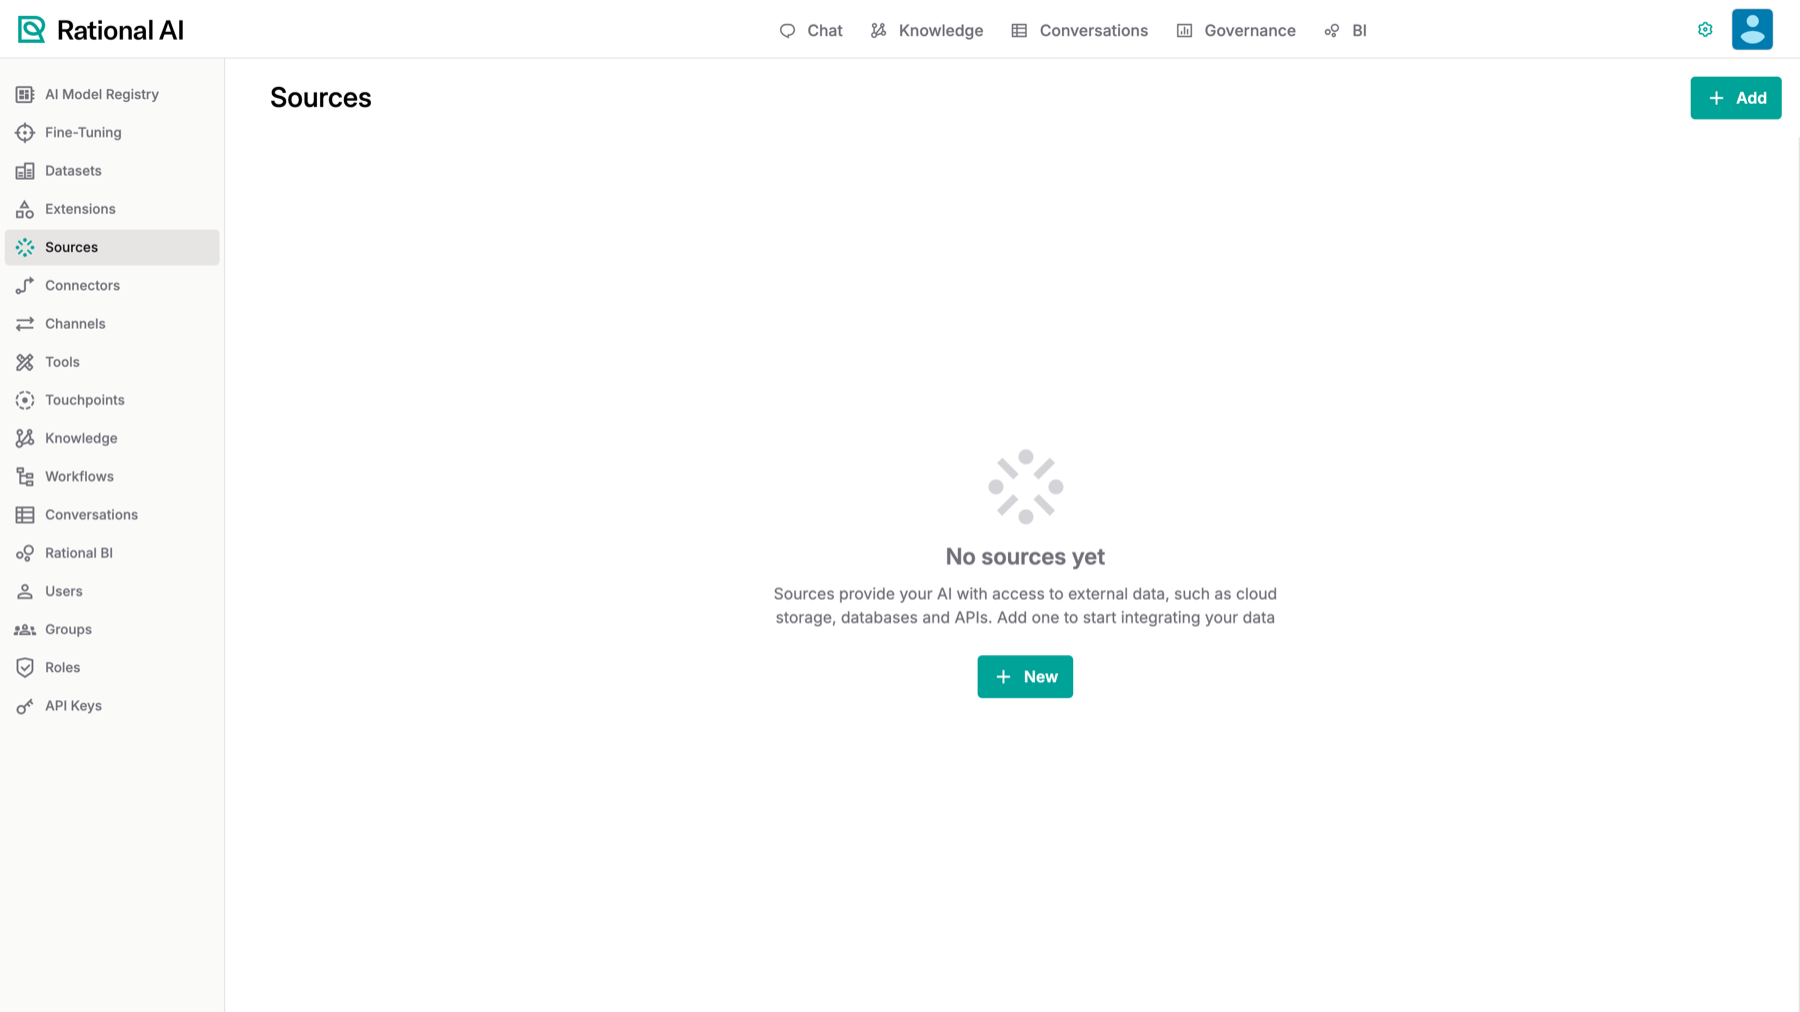 Rational AI
Chat
Knowledge
Conversations
Governance
BI
AI Model Registry
Fine-Tuning
Datasets
Extensions
Sources
Connectors
Channels
Tools
Touchpoints
Knowledge
Workflows
Conversations
Rational BI
Users
Groups
Roles
API Keys
Sources
Add
No sources yet
Sources provide your AI with access to external data, such as cloud
storage, databases and APIs. Add one to start integrating your data
New